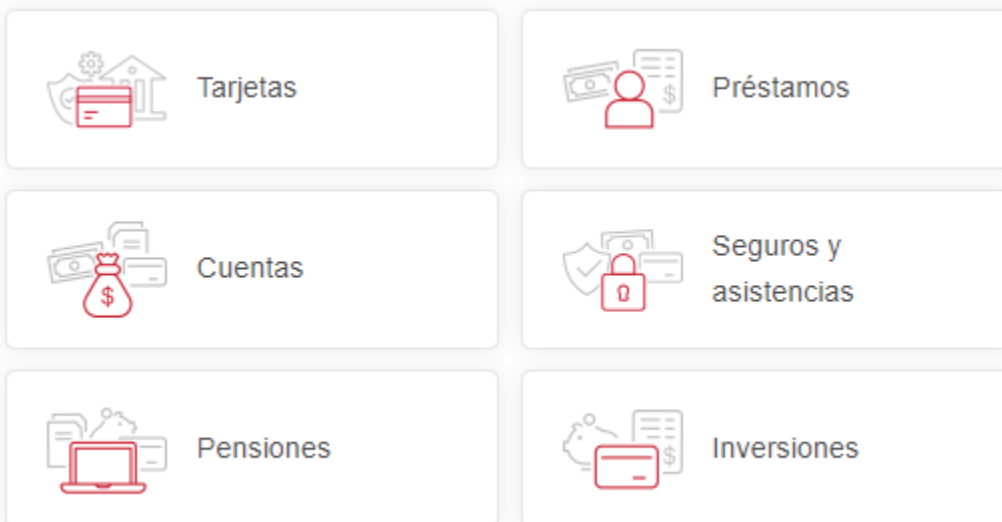 Tarjetas
Préstamos
Cuentas
$
Seguros y
asistencias
Pensiones
Inversiones